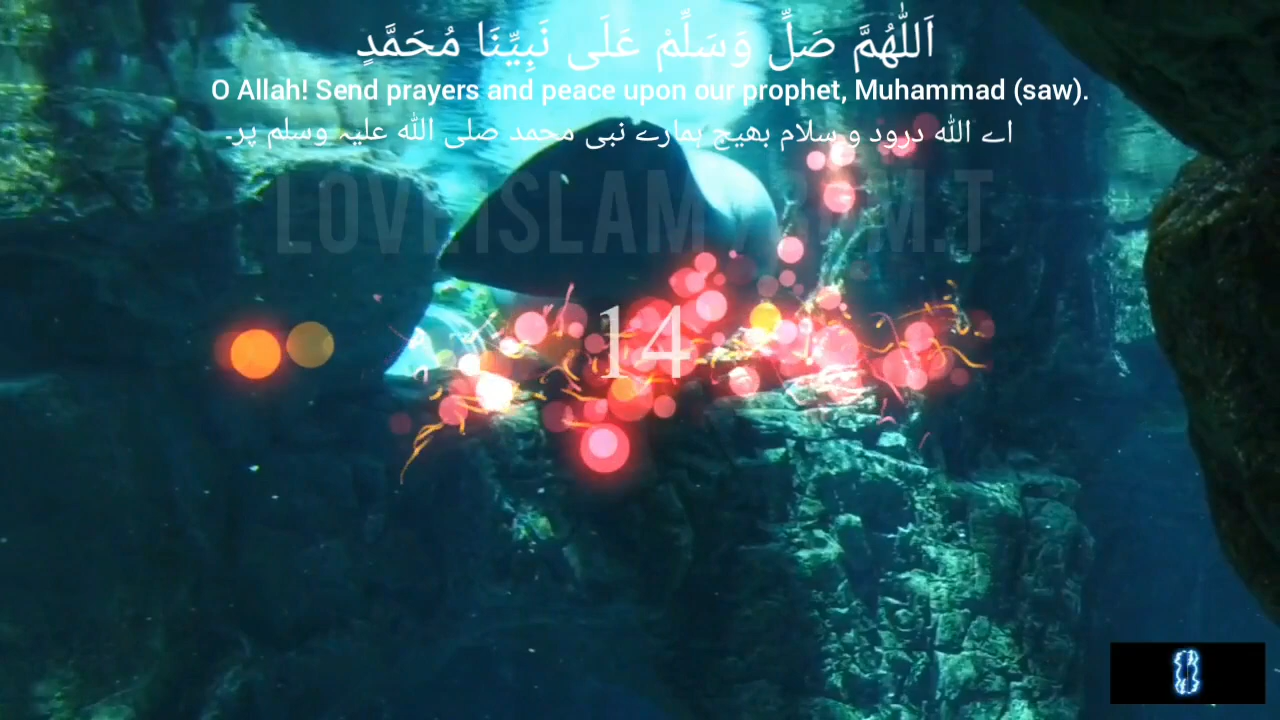 اَللّٰهُمَّ صَلِّ وَسَلِّمْ عَلَى نَبِيِّنَا مُحَمَّدٍ
O Allah! Send prayers and peace upon our prophet, Muhammad (saw).
اے اللہ درود و سلام بھیج ہمارے نبی محمد صلی اللہ علیہ وسلم پر۔
14